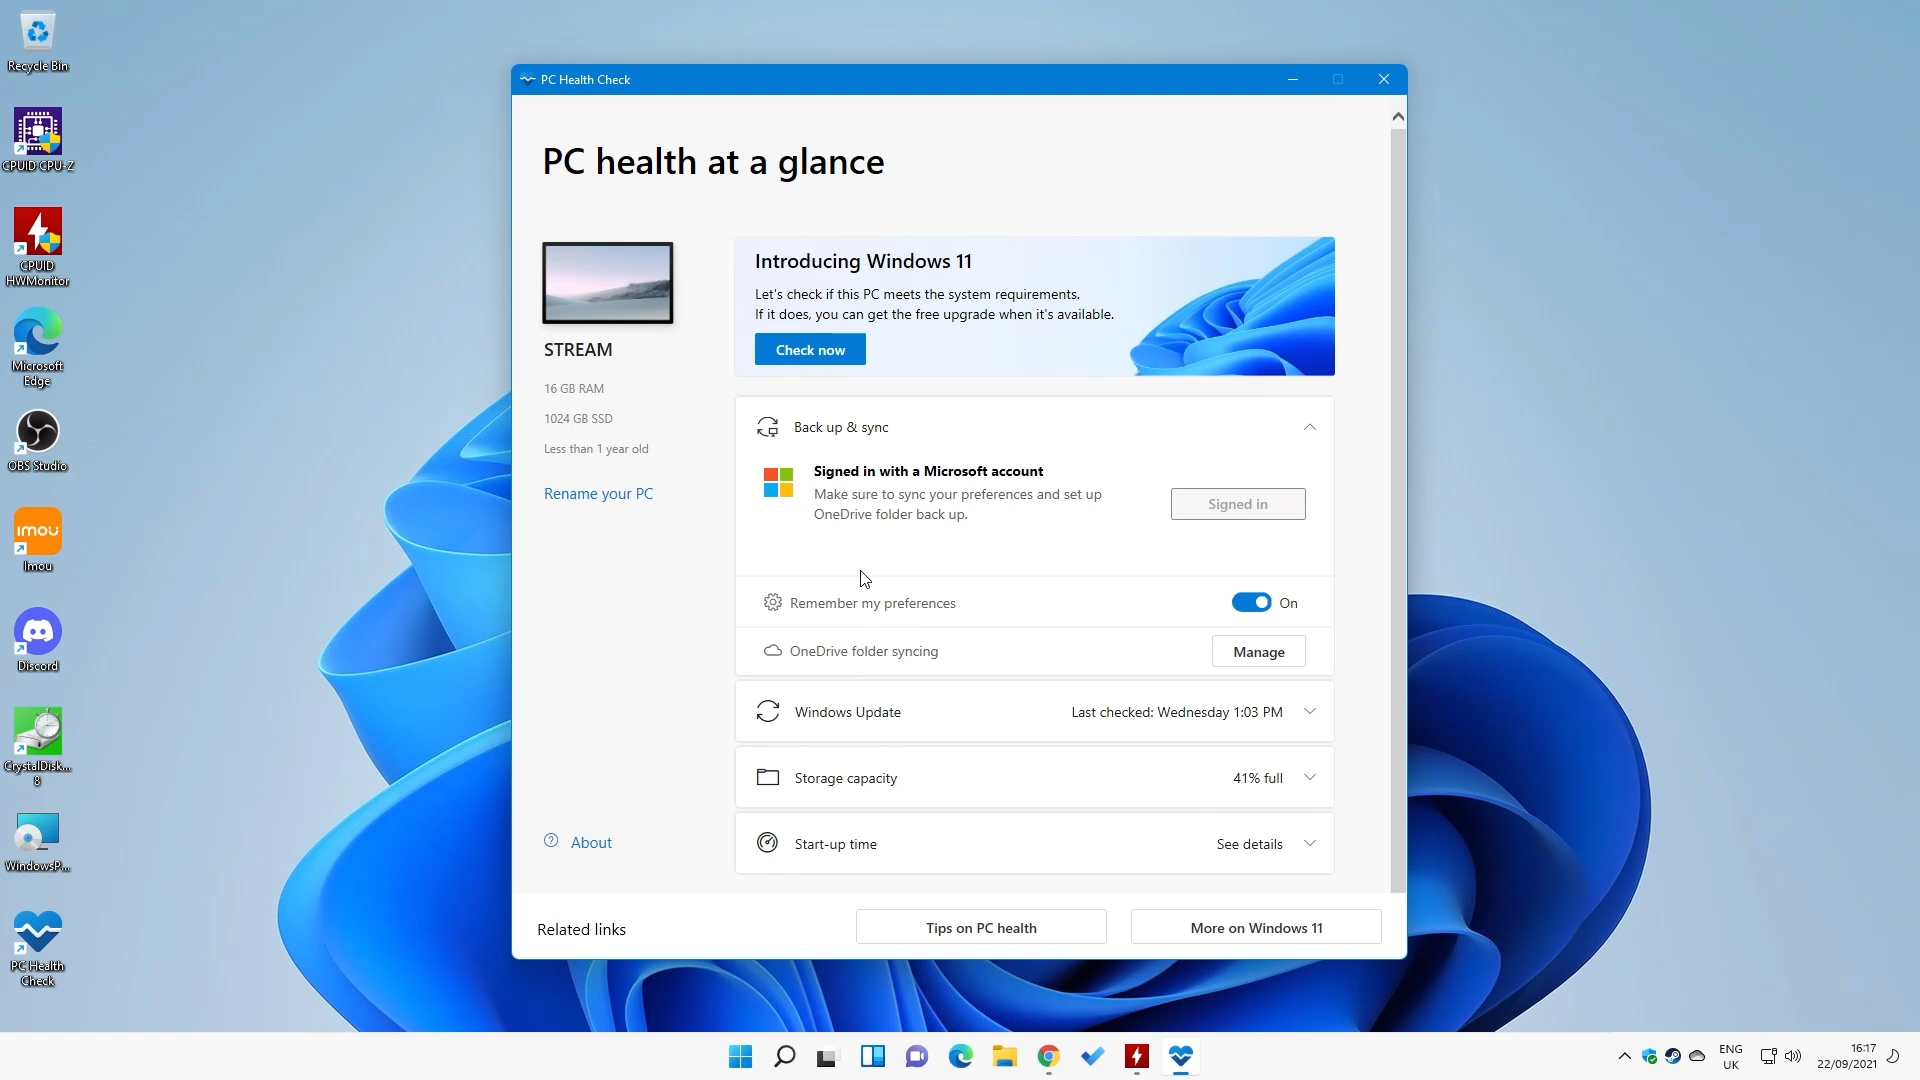 Recycle Bin
CPUID CPU-Z
CPUID
HWMonitor
Microsoft
Edge
OBS Studio
imou
Imou
Discord
CrystalDisk...
8
WindowsP...
PC Health
Check
PC Health Check
PC health at a glance
STREAM
16 GB RAM
1024 GB SSD
Less than 1 year old
Rename your PC
About
Introducing Windows 11
Let's check if this PC meets the system requirements.
If it does, you can get the free upgrade when it's available.
Check now
Back up & sync
Signed in with a Microsoft account
Make sure to sync your preferences and set up
OneDrive folder back up.
Signed in
Remember my preferences
On
OneDrive folder syncing
Manage
Windows Update
Last checked: Wednesday 1:03 PM
Storage capacity
41% full
Start-up time
See details
Related links
Tips on PC health
More on Windows 11
ENG
UK
16:17
22/09/2021